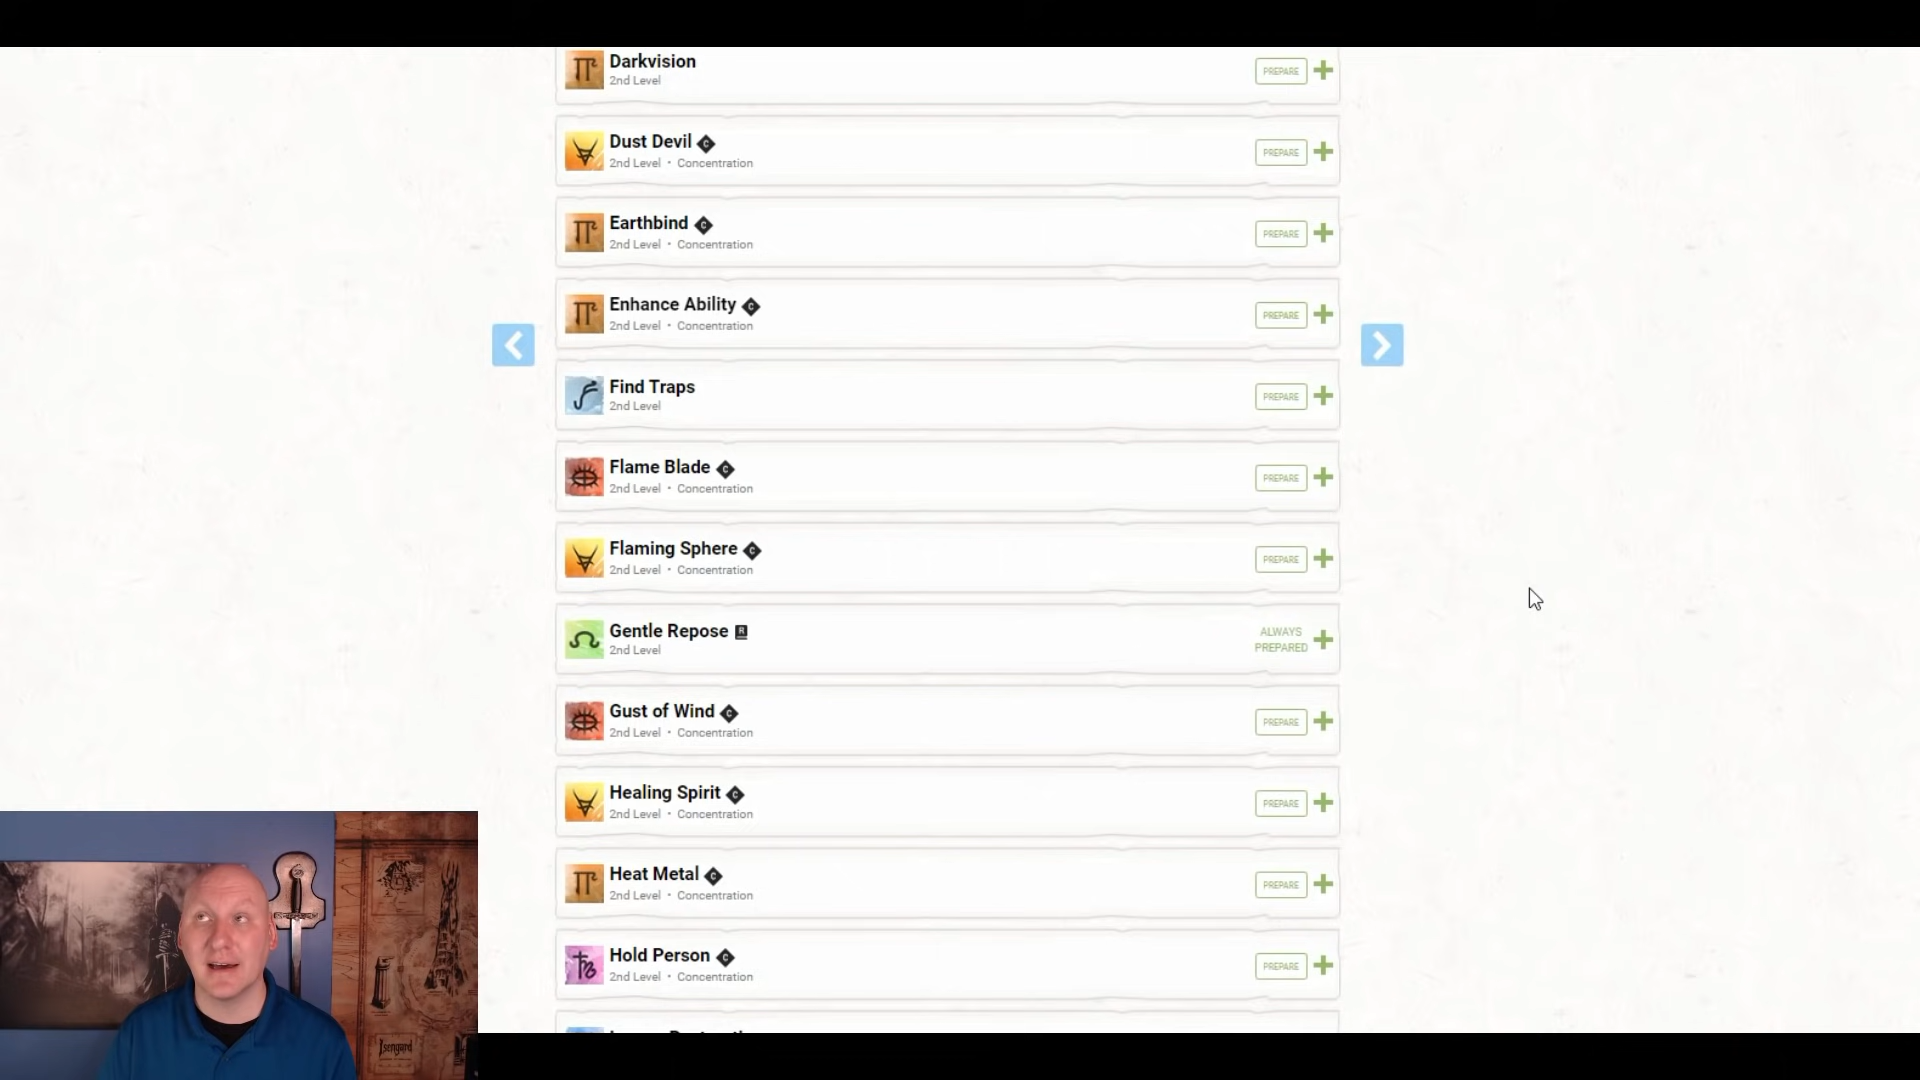 Darkvision
2nd Level
PREPARE
Dust Devil C
2nd Level • Concentration
PREPARE
Earthbind C
2nd Level • Concentration
PREPARE
Enhance Ability C
2nd Level • Concentration
PREPARE
Find Traps
2nd Level
PREPARE
Flame Blade C
2nd Level • Concentration
PREPARE
Flaming Sphere C
2nd Level • Concentration
PREPARE
Gentle Repose R
2nd Level
ALWAYS
PREPARED
Gust of Wind C
2nd Level • Concentration
PREPARE
Healing Spirit C
2nd Level • Concentration
PREPARE
Heat Metal C
2nd Level • Concentration
PREPARE
Hold Person C
2nd Level • Concentration
PREPARE
Isengard